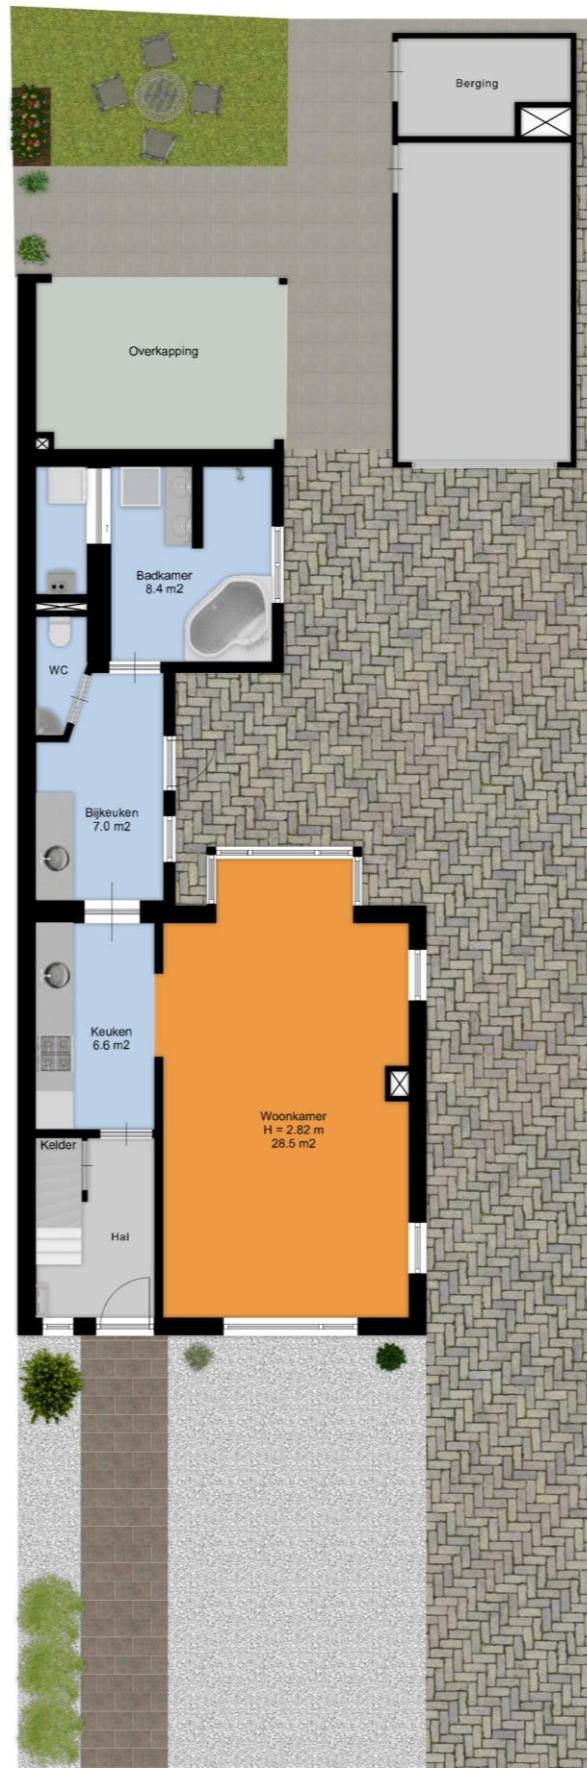 Berging
Overkapping
Badkamer
8.4 m2
WC
Bijkeuken
7.0 m2
Keuken
6.6 m2
Woonkamer
H = 2.82 m
28.5 m2
Kelder
Hal